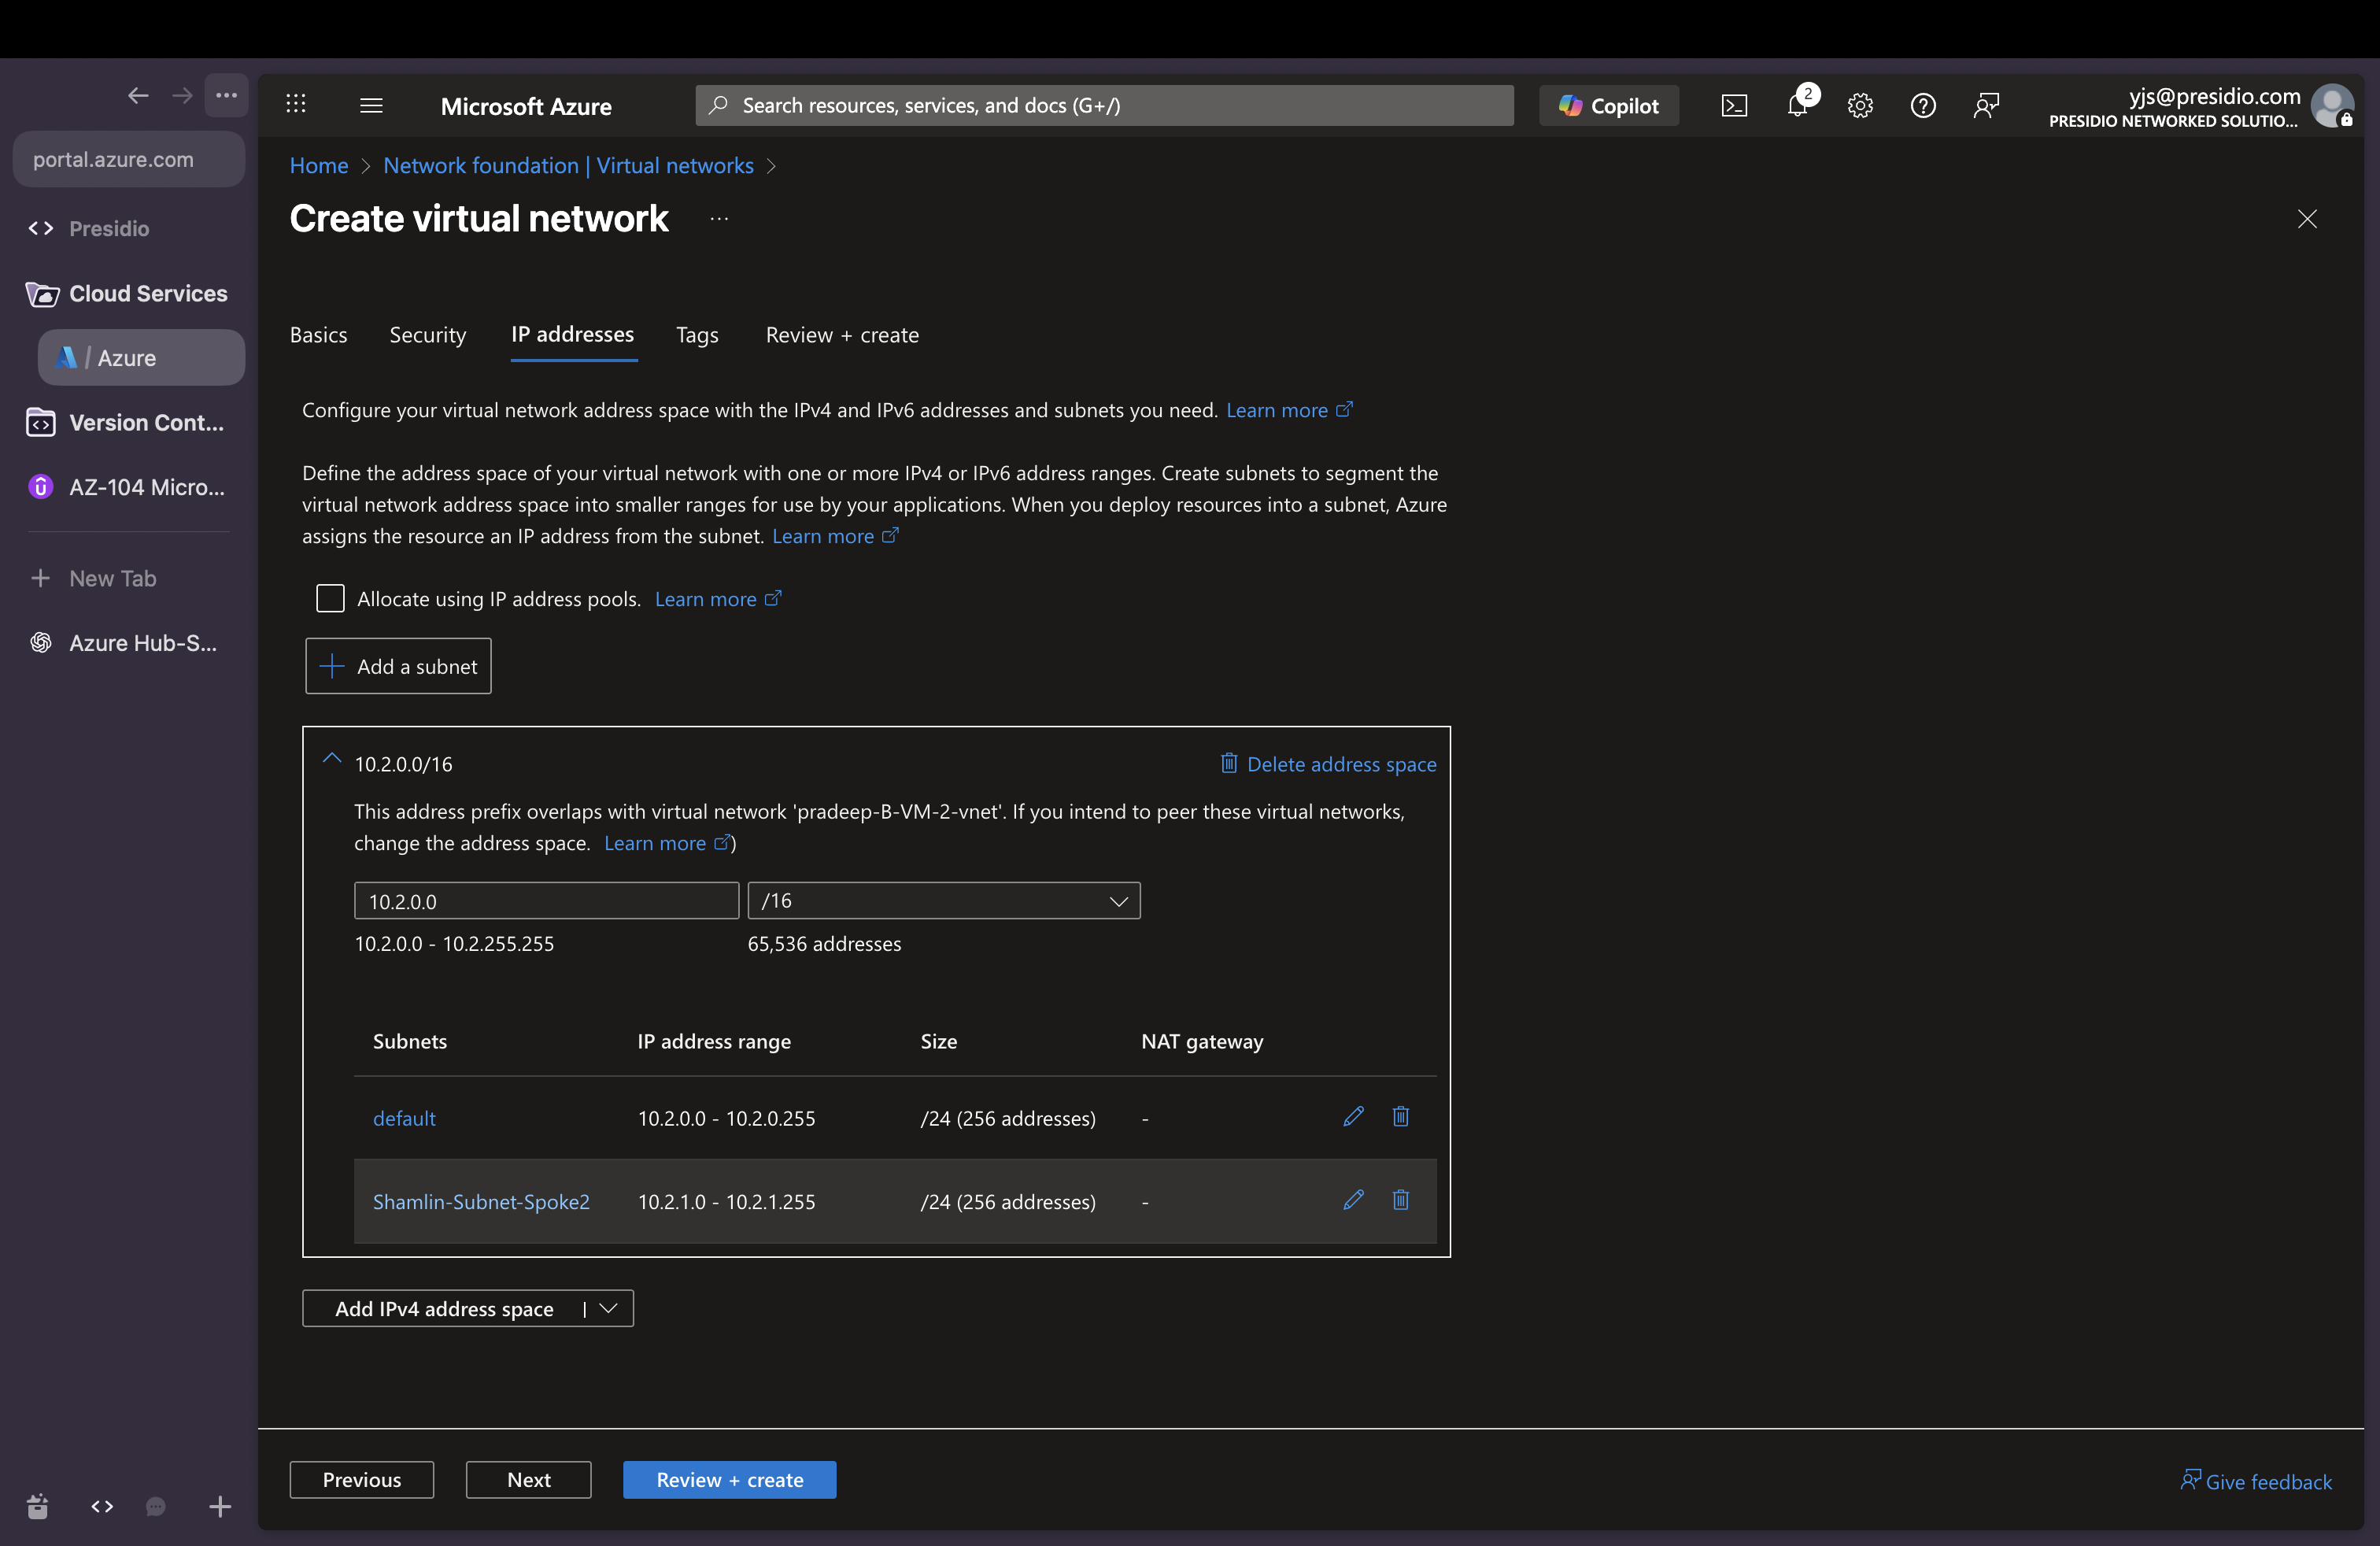 portal.azure.com
Presidio
Cloud Services
/ Azure
Version Cont...
AZ-104 Micro...
New Tab
Azure Hub-S...
Microsoft Azure
Search resources, services, and docs (G+/)
Copilot
2
yjs@presidio.com
PRESIDIO NETWORKED SOLUTIO...
Home > Network foundation | Virtual networks >
Create virtual network ...
Basics Security IP addresses Tags Review + create
Configure your virtual network address space with the IPv4 and IPv6 addresses and subnets you need. Learn more
Define the address space of your virtual network with one or more IPv4 or IPv6 address ranges. Create subnets to segment the
virtual network address space into smaller ranges for use by your applications. When you deploy resources into a subnet, Azure
assigns the resource an IP address from the subnet. Learn more
Allocate using IP address pools. Learn more
Add a subnet
10.2.0.0/16 Delete address space
This address prefix overlaps with virtual network 'pradeep-B-VM-2-vnet'. If you intend to peer these virtual networks,
change the address space. Learn more )
10.2.0.0 /16
10.2.0.0 - 10.2.255.255 65,536 addresses
Subnets IP address range Size NAT gateway
default 10.2.0.0 - 10.2.0.255 /24 (256 addresses) -
Shamlin-Subnet-Spoke2 10.2.1.0 - 10.2.1.255 /24 (256 addresses) -
Add IPv4 address space |
Previous Next Review + create
Give feedback